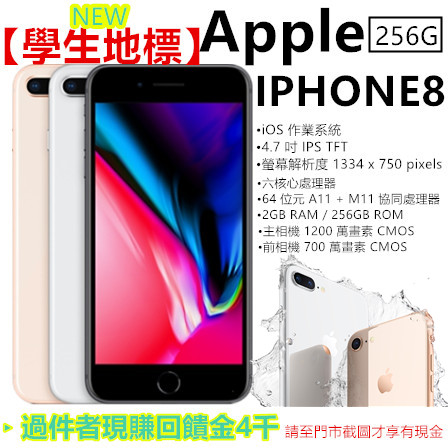 NEW
【學生地標】
Apple 256G
IPHONE8
•iOS 作業系統
•4.7 吋 IPS TFT
•螢幕解析度 1334 x 750 pixels
•六核心處理器
•64 位元 A11 + M11 協同處理器
•2GB RAM / 256GB ROM
•主相機 1200 萬畫素 CMOS
•前相機 700 萬畫素 CMOS
過件者現賺回饋金4千 請至門市截圖才享有現金